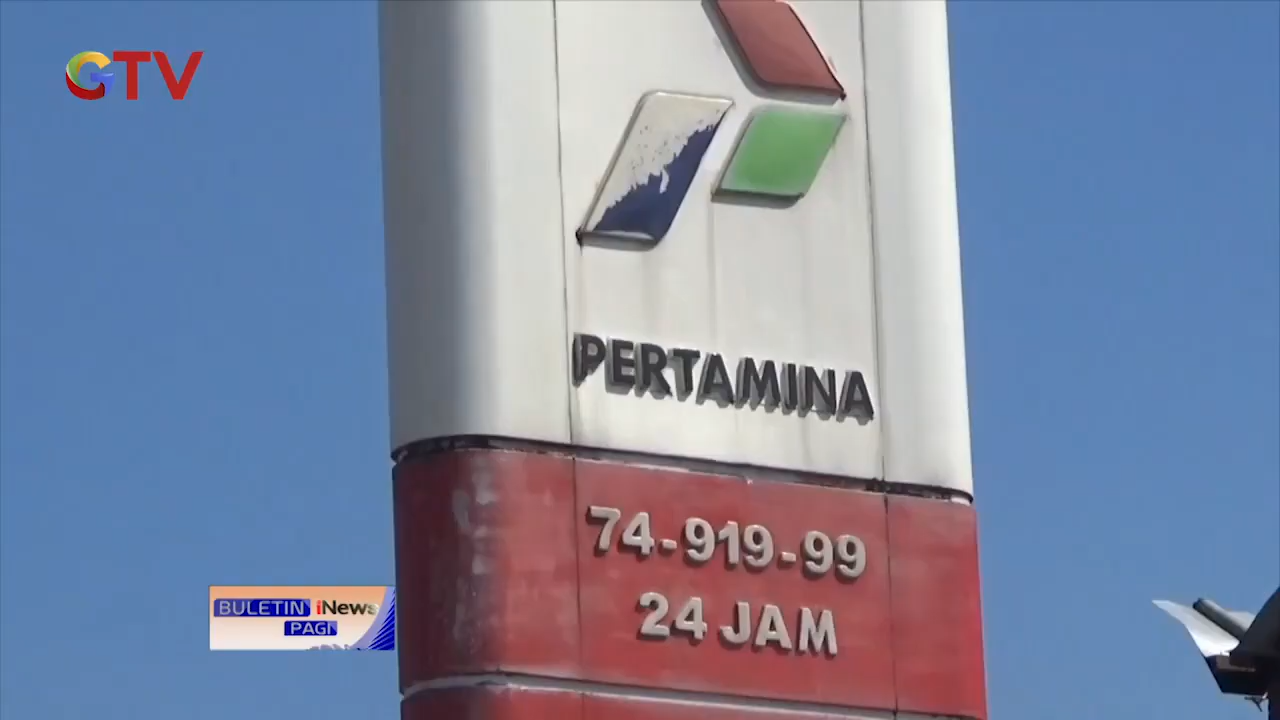 GTV
PERTAMINA
74-919-99
24 JAM
BULETIN iNews
PAGI